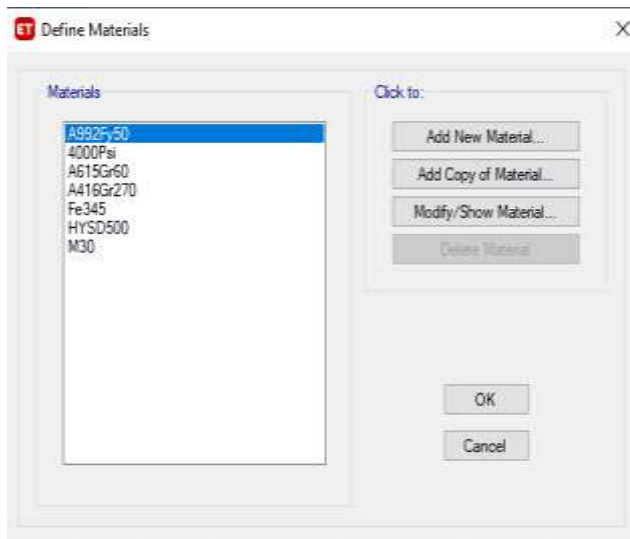 ET Define Materials
Materials
A992Fy50
4000Psi
A615Gr60
A416Gr270
Fe345
HYSD500
M30
Click to:
Add New Material...
Add Copy of Material...
Modify/Show Material...
Delete Material
OK
Cancel